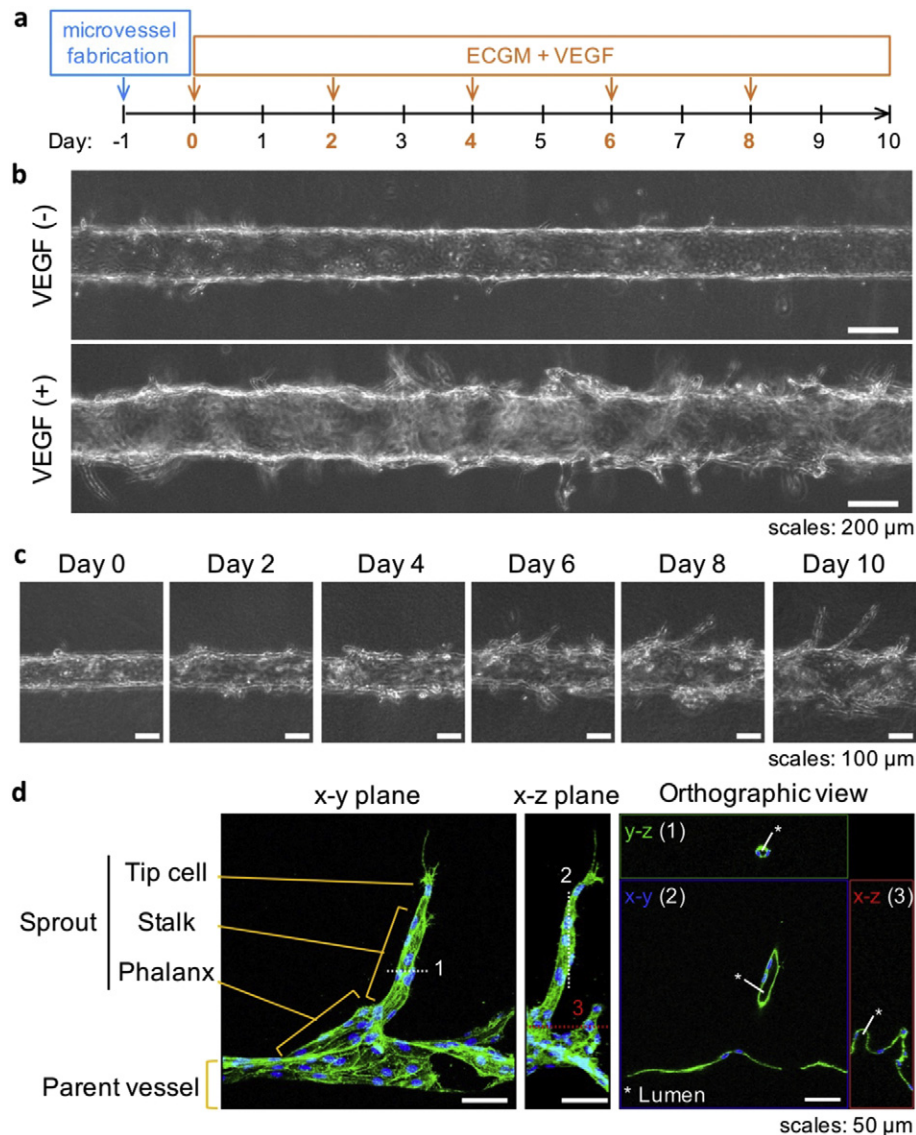 a
microvessel
fabrication
ECGM + VEGF
Day: -1 0 1 2 3 4 5 6 7 8 9 10
b
VEGF (-)
VEGF (+)
scales: 200 µm
c
Day 0 Day 2 Day 4 Day 6 Day 8 Day 10
scales: 100 µm
d
x-y plane x-z plane Orthographic view
Sprout
Tip cell
Stalk
Phalanx
Parent vessel
1
2
3
y-z (1)
*
x-y (2)
*
* Lumen
x-z (3)
*
scales: 50 µm